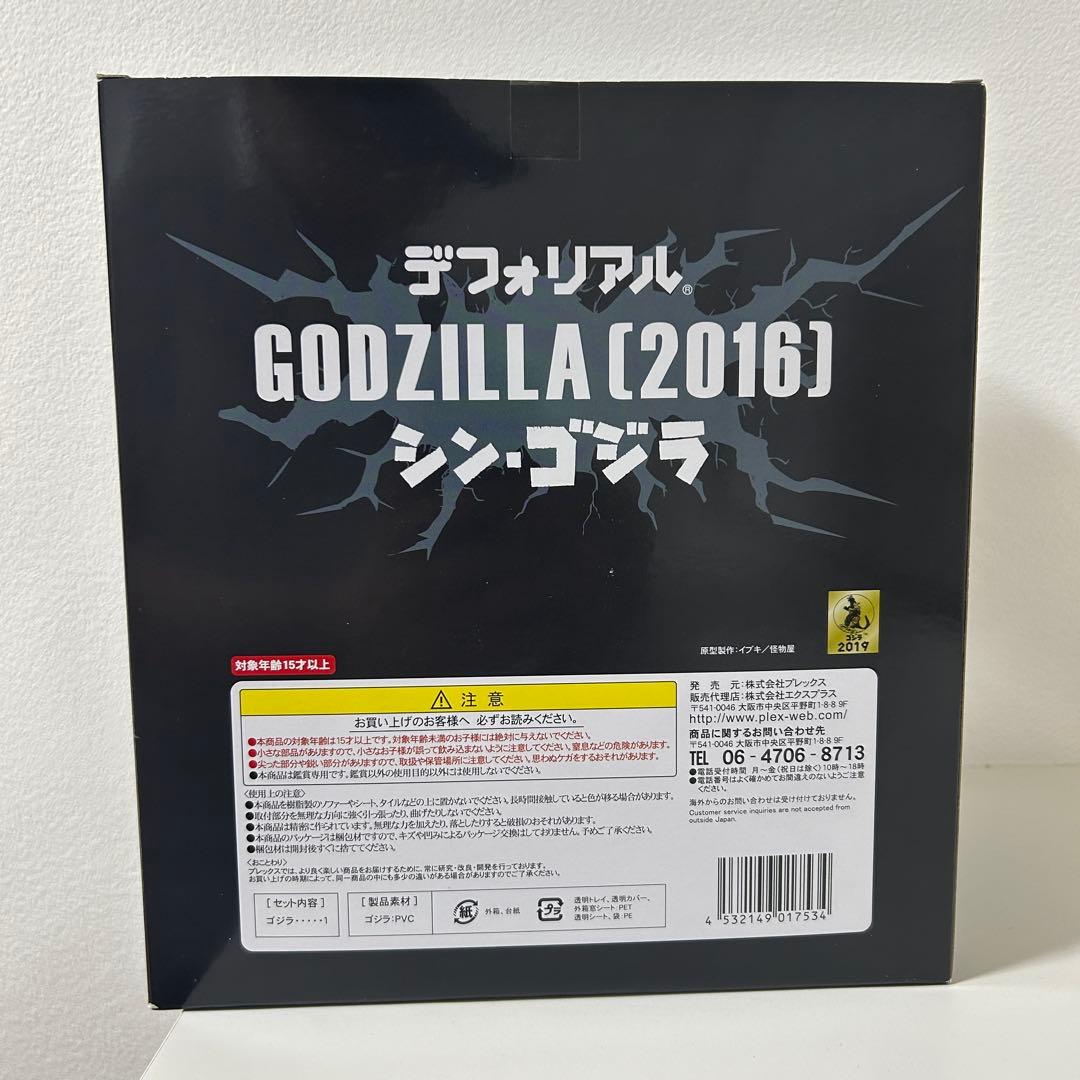 デフォリアル®
GODZILLA(2016)
シン・ゴジラ
ゴジラ
2019
原型製作：イブキ／怪物屋
対象年齢15才以上
⚠ 注意
お買い上げのお客様へ 必ずお読みください。
●本商品の対象年齢は15才以上です。対象年齢未満のお子様には絶対に与えないでください。
●小さな部品がありますので、小さなお子様が誤って飲み込まないように注意してください。窒息などの危険があります。
●尖った部分や鋭い部分がありますので、取扱や保管場所に注意してください。思わぬケガをするおそれがあります。
●本商品は鑑賞専用です。鑑賞以外の使用目的以外には使用しないでください。
〈使用上の注意〉
●本商品を樹脂製のソファーやシート、タイルなどの上に置かないでください。長時間接触していると色が移る場合があります。
●取付部分を無理な方向に強く引っ張ったり、曲げたりしないでください。
●本商品は精密に作られています。無理な力を加えたり、落としたりすると破損のおそれがあります。
●本商品のパッケージは梱包材ですので、キズや凹みによるパッケージ交換はしておりません。予めご了承ください。
●梱包材は開封後すぐに捨ててください。
〈おことわり〉
プレックスでは、より良く楽しい商品をお届けするために、常に研究・改良・開発を行っております。
お買い上げの時期によって、同一商品の中にも多少の違いがある場合がありますのでご了承ください。
[セット内容]
ゴジラ・・・・・1
[製品素材]
ゴジラ：PVC
紙
外箱、台紙
プラ
透明トレイ、透明カバー、
外箱窓シート：PET
透明シート、袋：PE
発売元：株式会社プレックス
販売代理店：株式会社エクスプラス
〒541-0046 大阪市中央区平野町1-8-8 9F
http://www.plex-web.com/
商品に関するお問い合わせ先
〒541-0046 大阪市中央区平野町1-8-8 9F
TEL 06-4706-8713
●電話受付時間 月～金(祝日は除く)10時～18時
●電話番号はよく確かめてお間違えのないようご注意
ください。
海外からのお問い合わせは受け付けておりません。
Customer service inquiries are not accepted from
outside Japan.
4 532149 017534